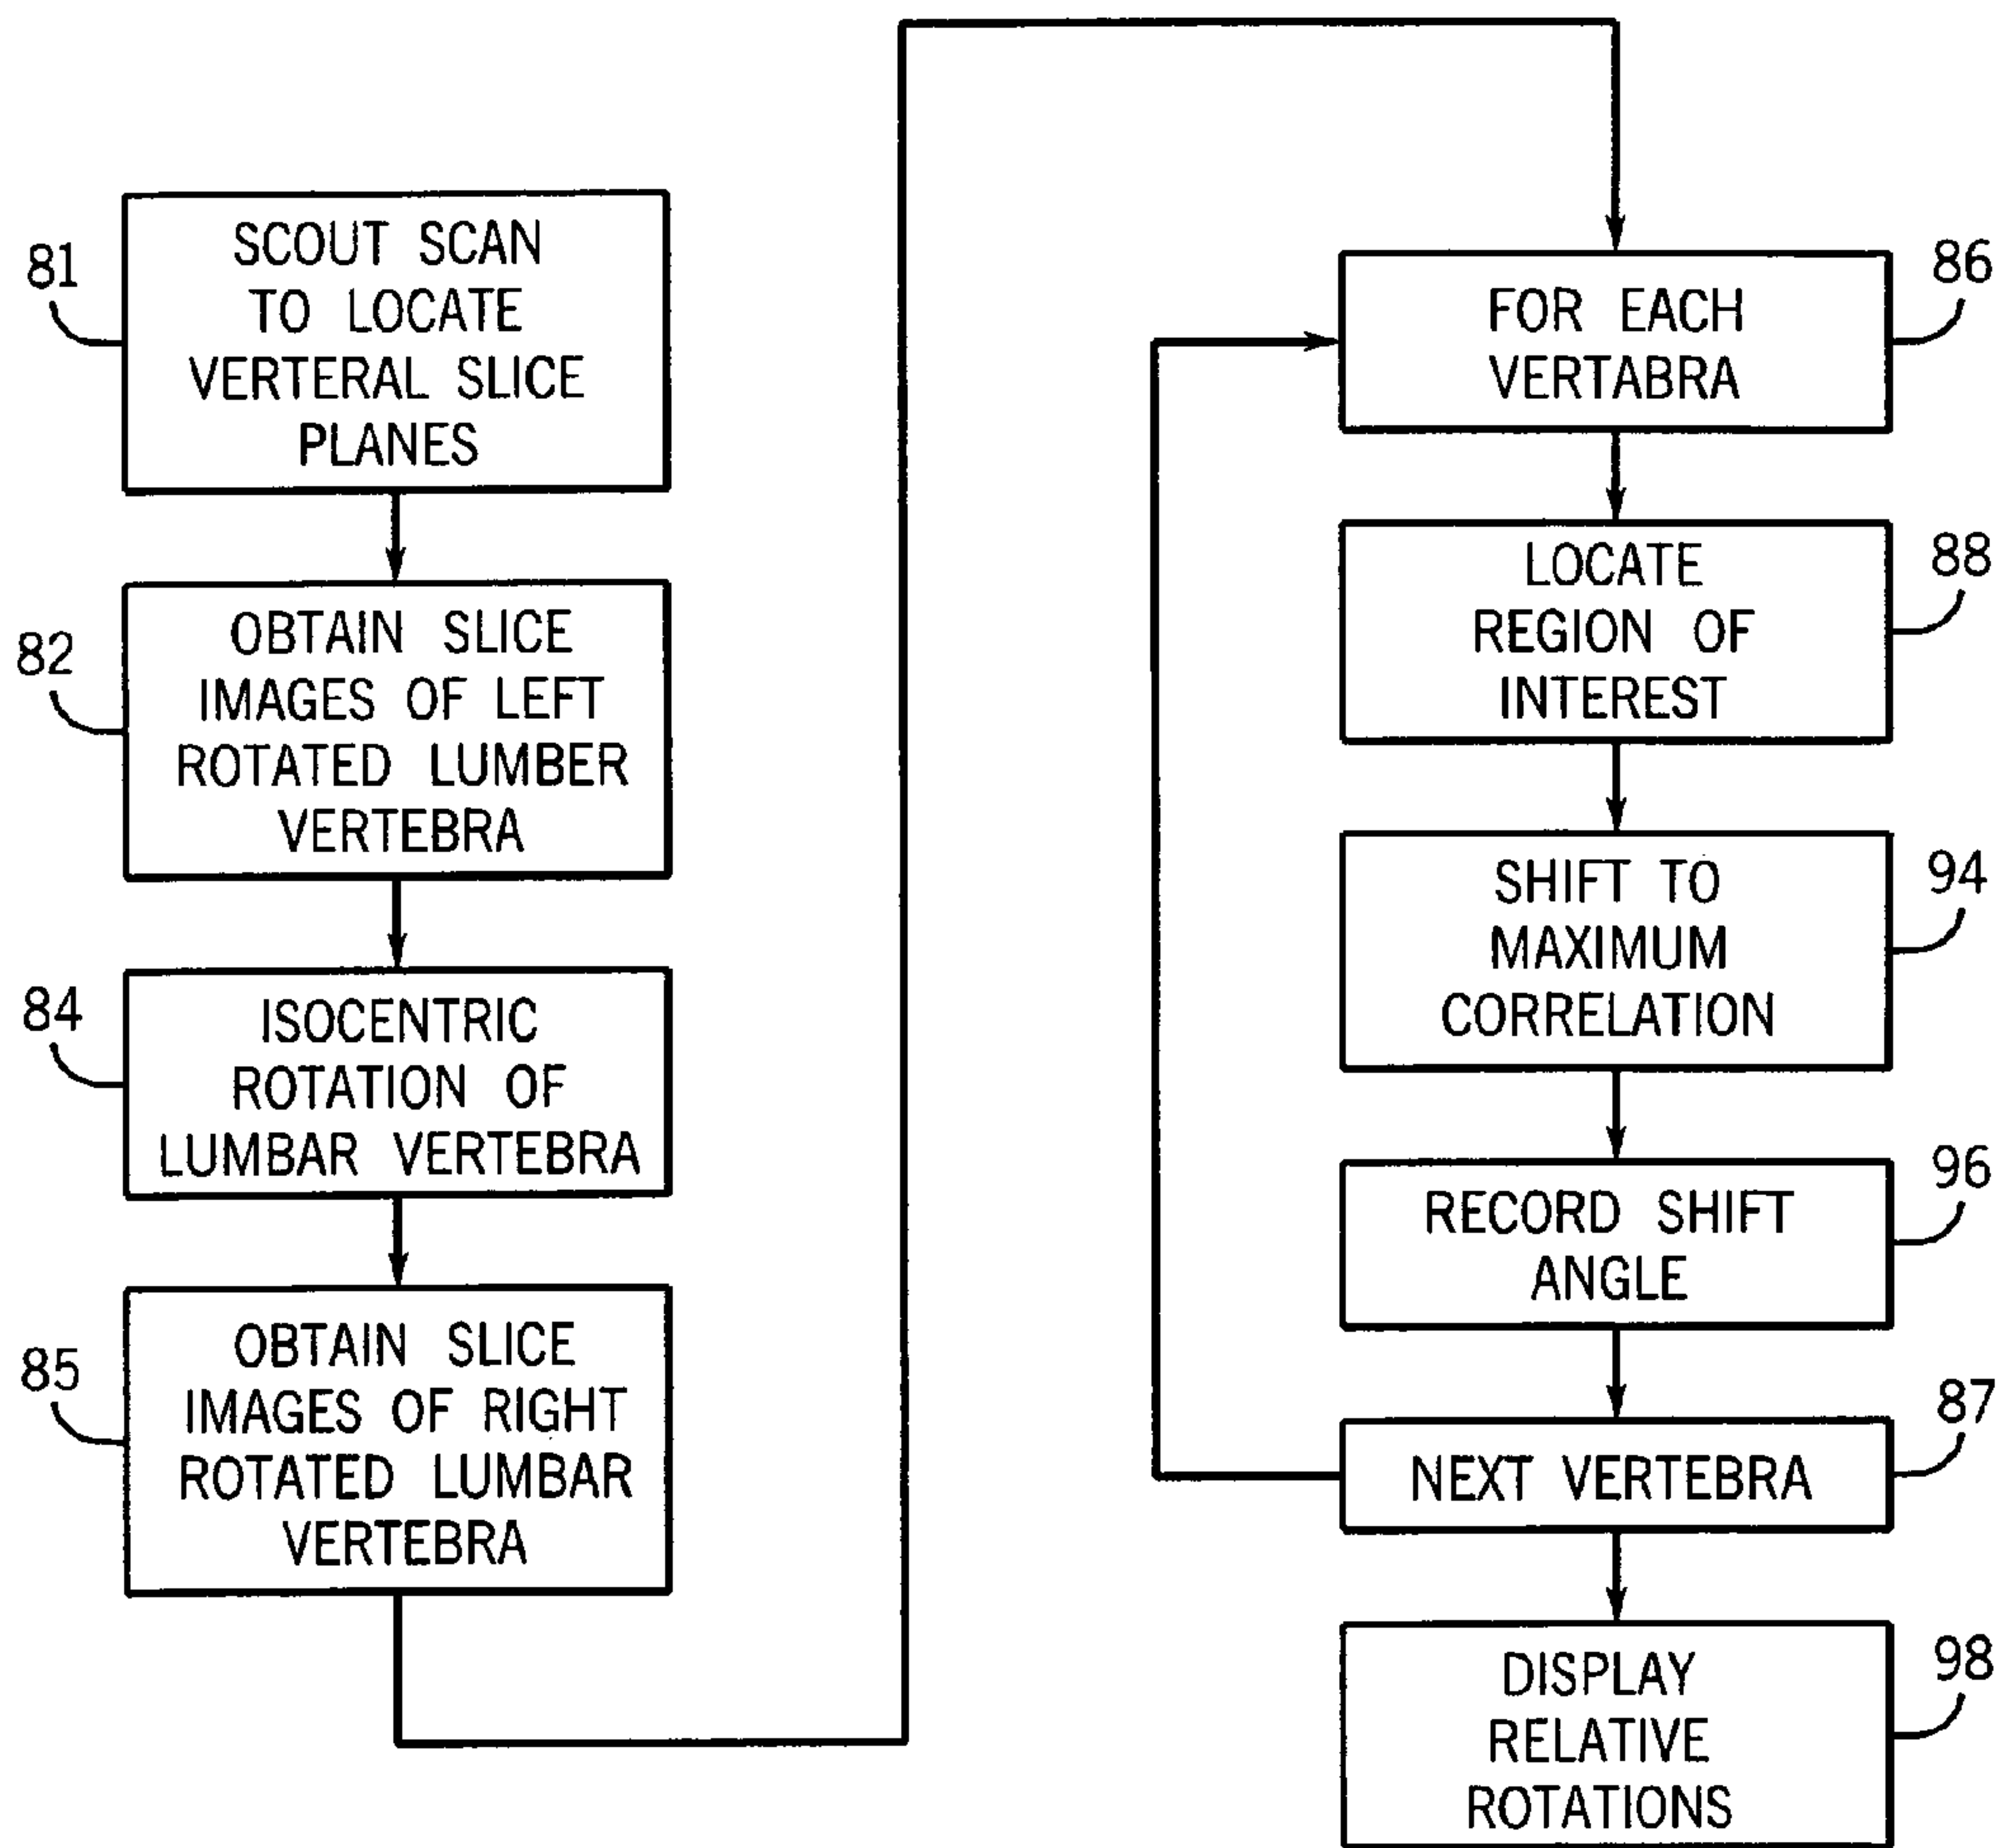 81
SCOUT SCAN
TO LOCATE
VERTERAL SLICE
PLANES
82
OBTAIN SLICE
IMAGES OF LEFT
ROTATED LUMBER
VERTEBRA
84
ISOCENTRIC
ROTATION OF
LUMBAR VERTEBRA
85
OBTAIN SLICE
IMAGES OF RIGHT
ROTATED LUMBAR
VERTEBRA
86
FOR EACH
VERTABRA
88
LOCATE
REGION OF
INTEREST
94
SHIFT TO
MAXIMUM
CORRELATION
96
RECORD SHIFT
ANGLE
87
NEXT VERTEBRA
98
DISPLAY
RELATIVE
ROTATIONS